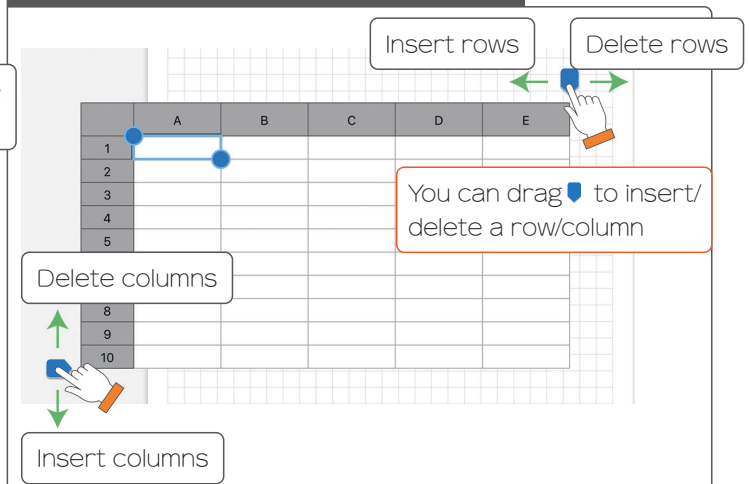 Insert rows
Delete rows
A B C D E
1
2
3
You can drag to insert/
delete a row/column
4
5
Delete columns
8
9
10
Insert columns